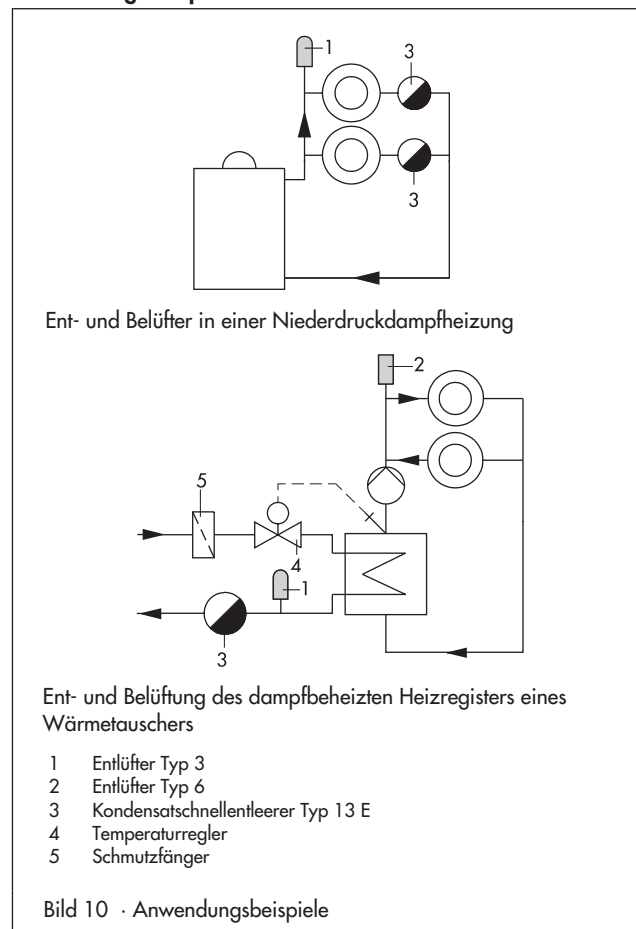 1
3
3
Ent- und Belüfter in einer Niederdruckdampfheizung
2
5
4
1
3
Ent- und Belüftung des dampfbeheizten Heizregisters eines
Wärmetauschers
1 Entlüfter Typ 3
2 Entlüfter Typ 6
3 Kondensatschnellentleerer Typ 13 E
4 Temperaturregler
5 Schmutzfänger
Bild 10 · Anwendungsbeispiele